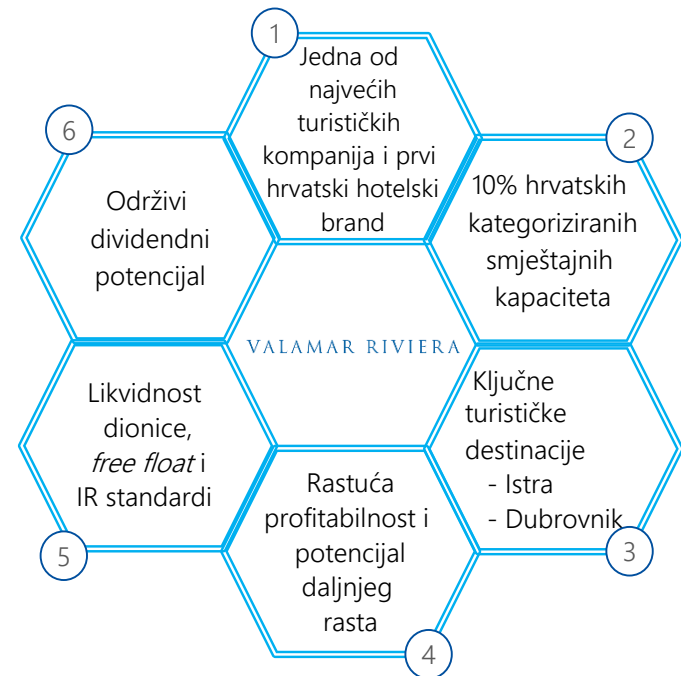 1
Jedna od
najvećih
turističkih
kompanija i prvi
hrvatski hotelski
brand
2
10% hrvatskih
kategoriziranih
smještajnih
kapaciteta
3
Ključne
turističke
destinacije
- Istra
- Dubrovnik
4
Rastuća
profitabilnost i
potencijal
daljnjeg
rasta
5
Likvidnost
dionice,
free float i
IR standardi
6
Održivi
dividendni
potencijal
VALAMAR RIVIERA